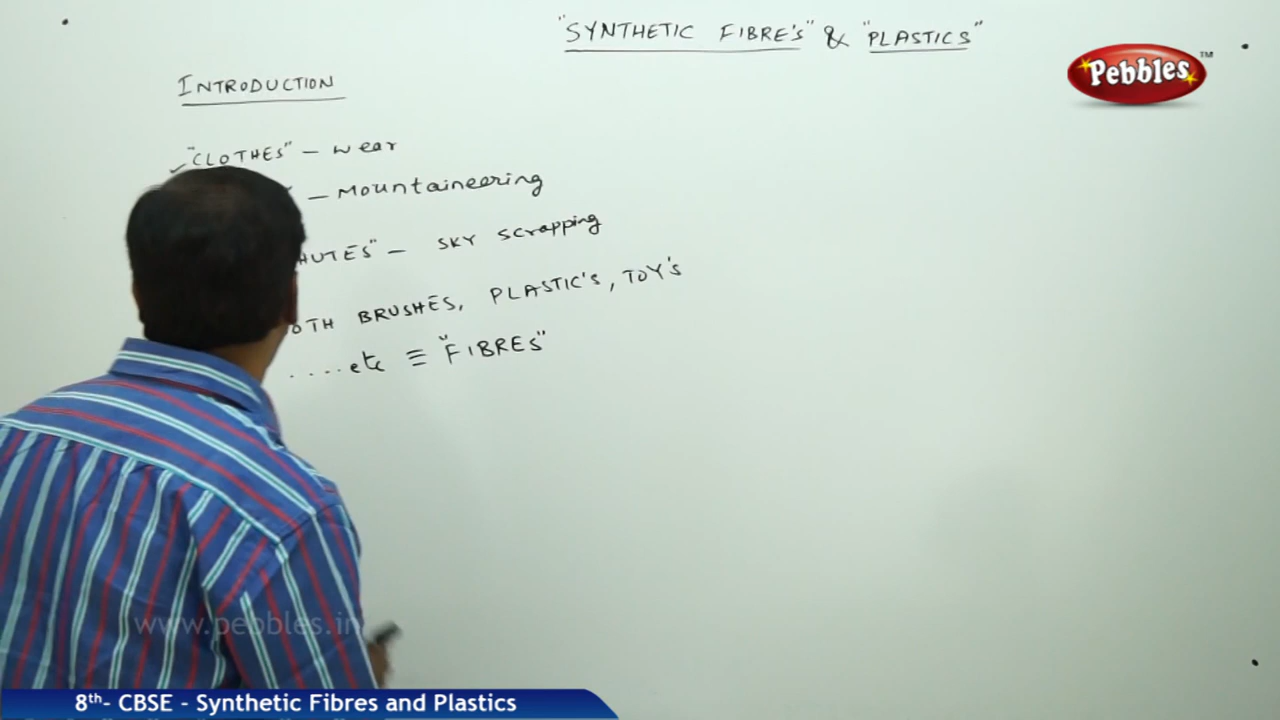 "SYNTHETIC FIBRE'S" & "PLASTICS"
Pebbles TM
INTRODUCTION
"CLOTHES" – wear
– Mountaineering
HUTES" – SKY scrapping
OTH BRUSHES, PLASTIC'S, TOY'S
.....etc ≡ "FIBRES"
www.pebbles.in
8th- CBSE - Synthetic Fibres and Plastics